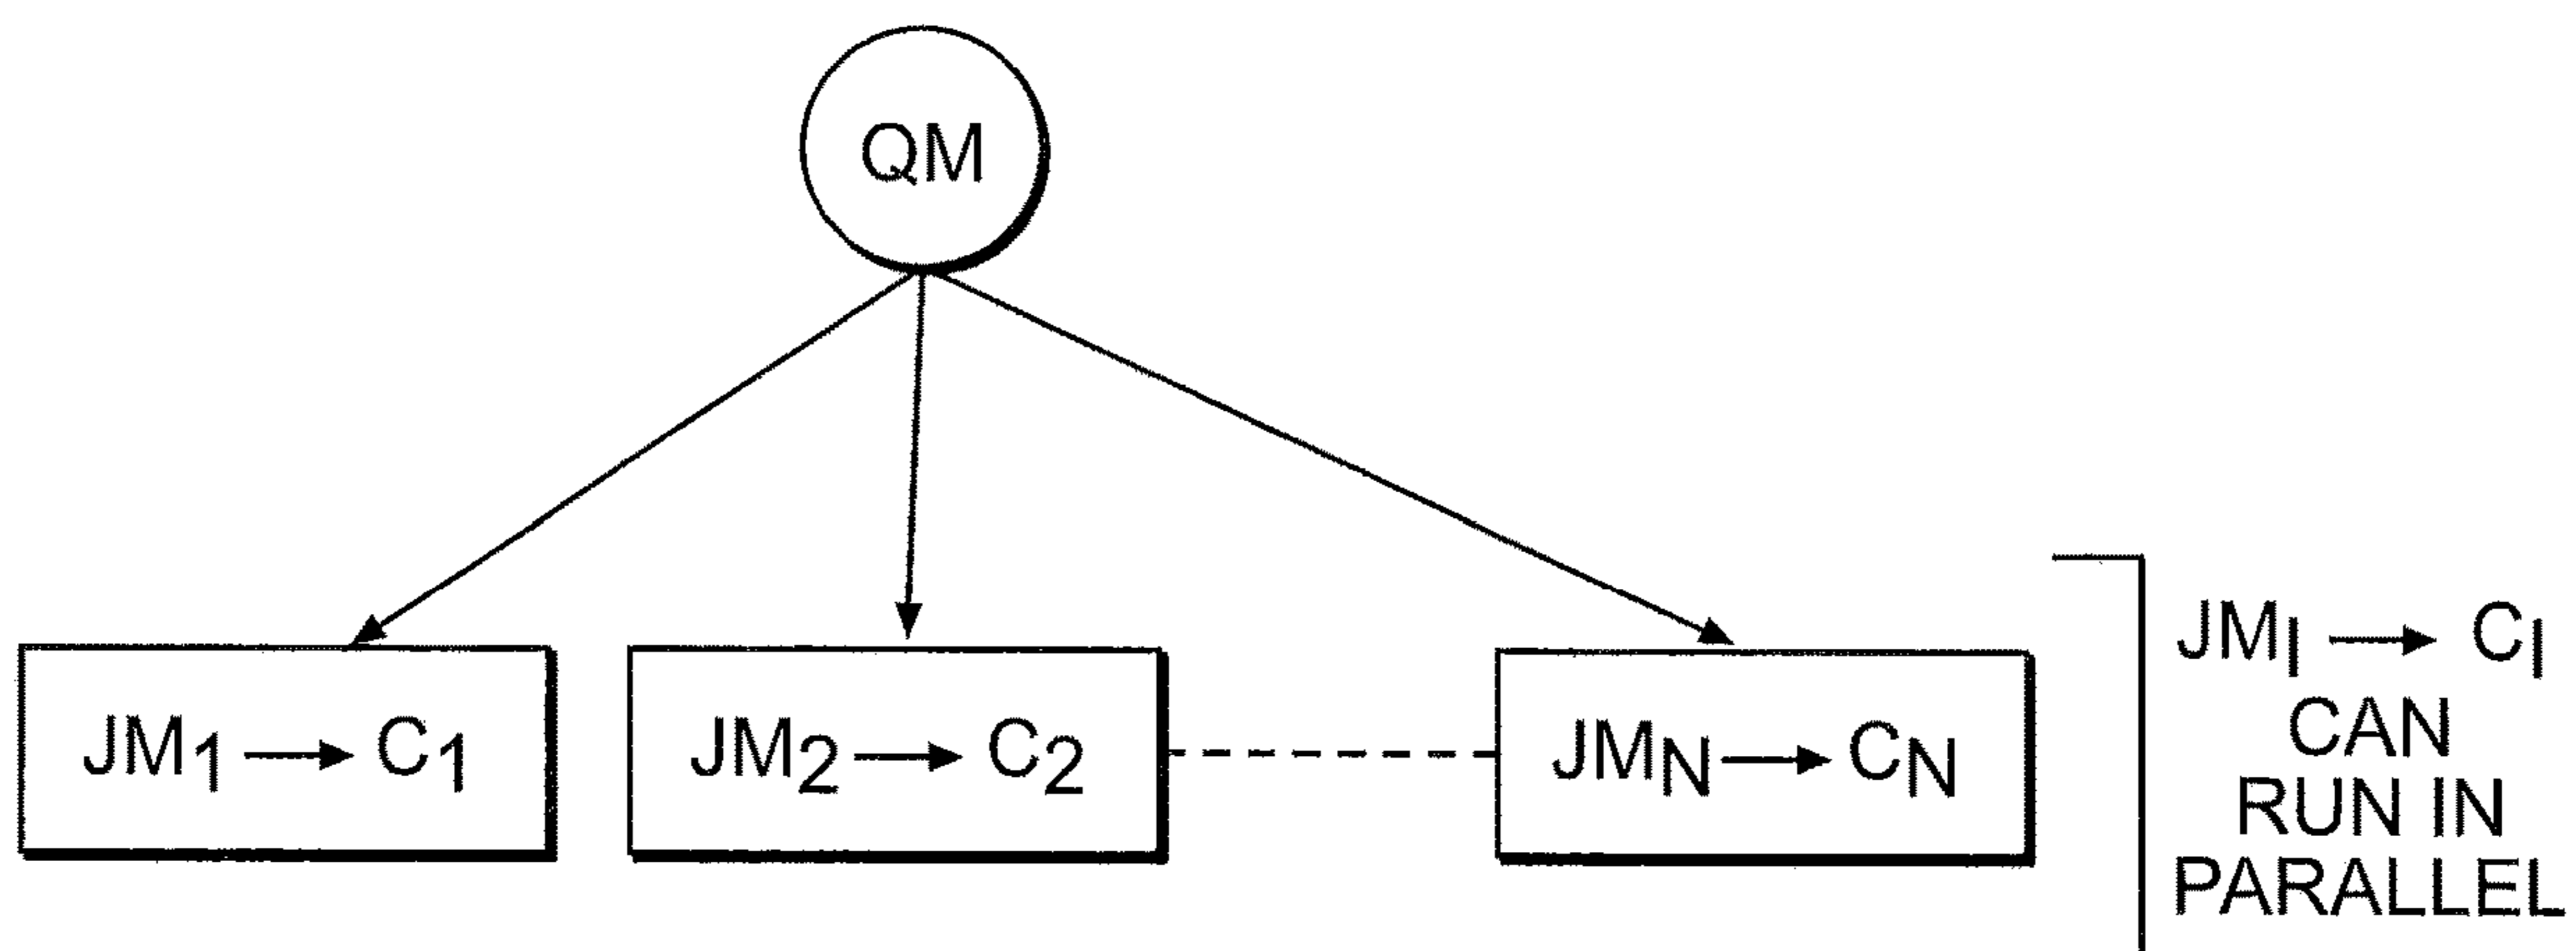 QM
JM1 → C1
JM2 → C2
JMN → CN
JMI → CI
CAN
RUN IN
PARALLEL